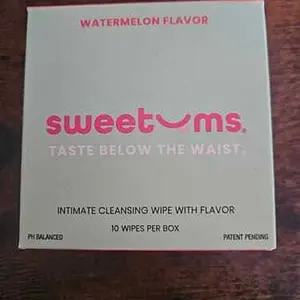 WATERMELON FLAVOR
sweetums®
TASTE BELOW THE WAIST.
INTIMATE CLEANSING WIPE WITH FLAVOR
10 WIPES PER BOX
PH BALANCED PATENT PENDING